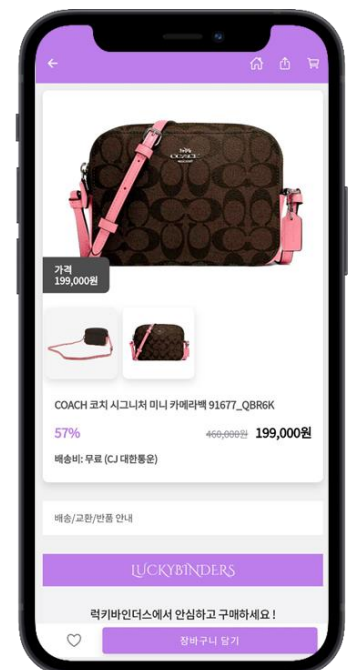 COACH
가격
199,000원
COACH 코치 시그니처 미니 카메라백 91677_QBR6K
57% 460,000원 199,000원
배송비: 무료 (CJ 대한통운)
배송/교환/반품 안내
LUCKYBINDERS
럭키바인더스에서 안심하고 구매하세요 !
장바구니 담기